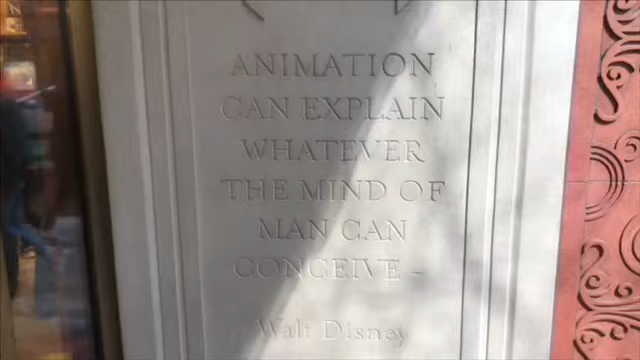 ANIMATION
CAN EXPLAIN
WHATEVER
THE MIND OF
MAN CAN
CONCEIVE -
Walt Disney